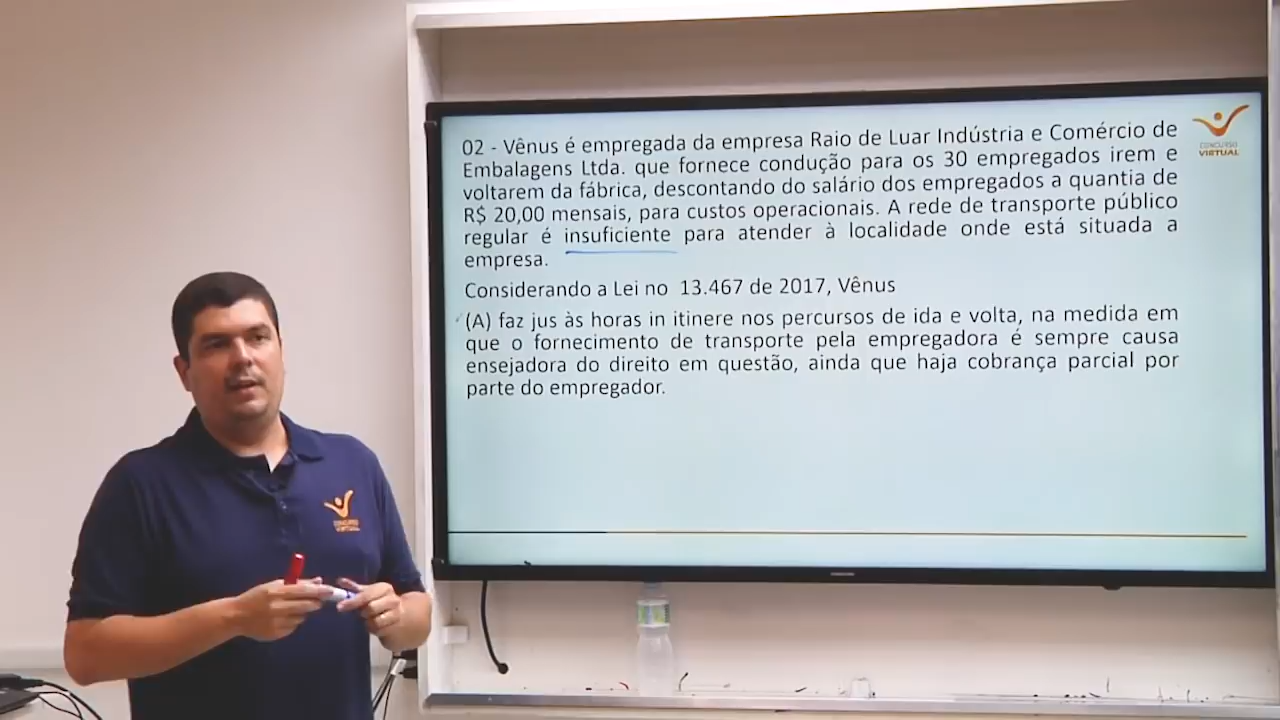 02 - Vênus é empregada da empresa Raio de Luar Indústria e Comércio de
Embalagens Ltda. que fornece condução para os 30 empregados irem e
voltarem da fábrica, descontando do salário dos empregados a quantia de
R$ 20,00 mensais, para custos operacionais. A rede de transporte público
regular é insuficiente para atender à localidade onde está situada a
empresa.
Considerando a Lei no 13.467 de 2017, Vênus
(A) faz jus às horas in itinere nos percursos de ida e volta, na medida em
que o fornecimento de transporte pela empregadora é sempre causa
ensejadora do direito em questão, ainda que haja cobrança parcial por
parte do empregador.
CONCURSO
VIRTUAL
CONCURSO
VIRTUAL